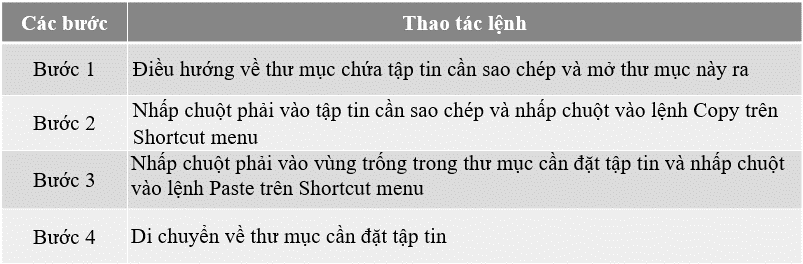 Các bước Thao tác lệnh
Bước 1 Điều hướng về thư mục chứa tập tin cần sao chép và mở thư mục này ra
Bước 2 Nhấp chuột phải vào tập tin cần sao chép và nhấp chuột vào lệnh Copy trên
Shortcut menu
Bước 3 Nhấp chuột phải vào vùng trống trong thư mục cần đặt tập tin và nhấp chuột
vào lệnh Paste trên Shortcut menu
Bước 4 Di chuyển về thư mục cần đặt tập tin